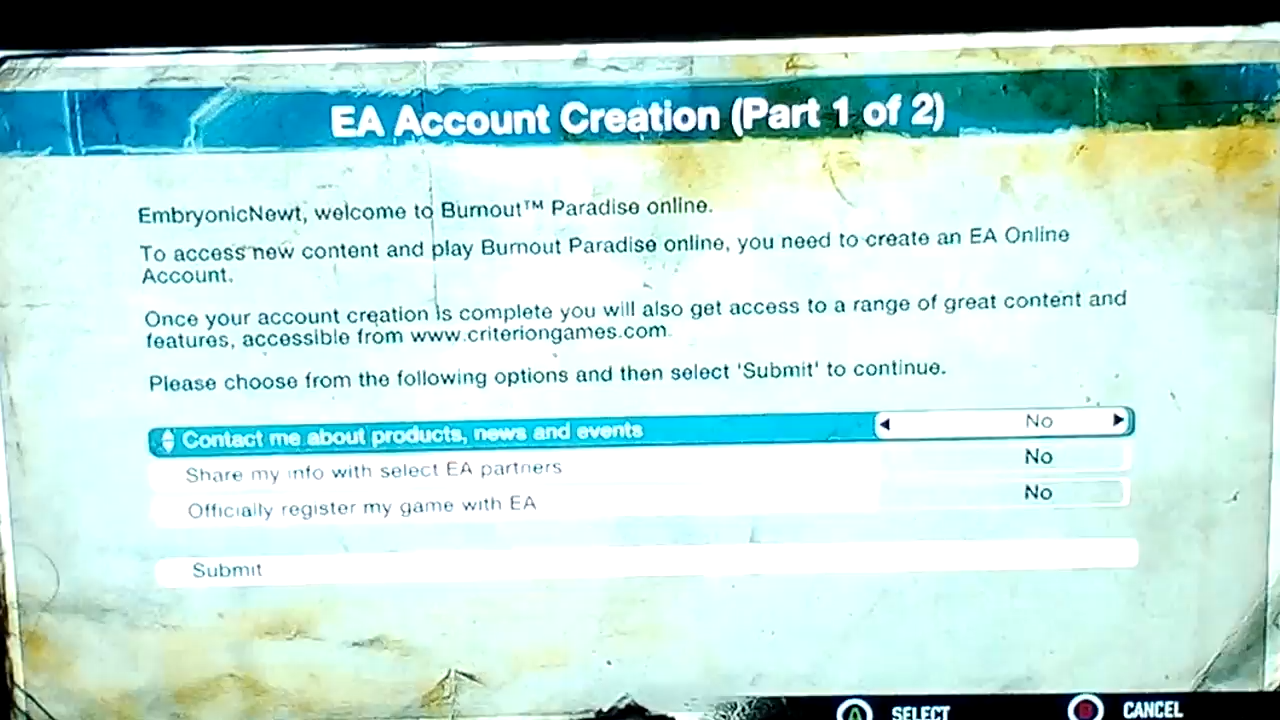 EA Account Creation (Part 1 of 2)
EmbryonicNewt, welcome to Burnout™ Paradise online.
To access new content and play Burnout Paradise online, you need to create an EA Online
Account.
Once your account creation is complete you will also get access to a range of great content and
features, accessible from www.criteriongames.com.
Please choose from the following options and then select 'Submit' to continue.
Contact me about products, news and events No
Share my info with select EA partners No
Officially register my game with EA No
Submit
A SELECT B CANCEL